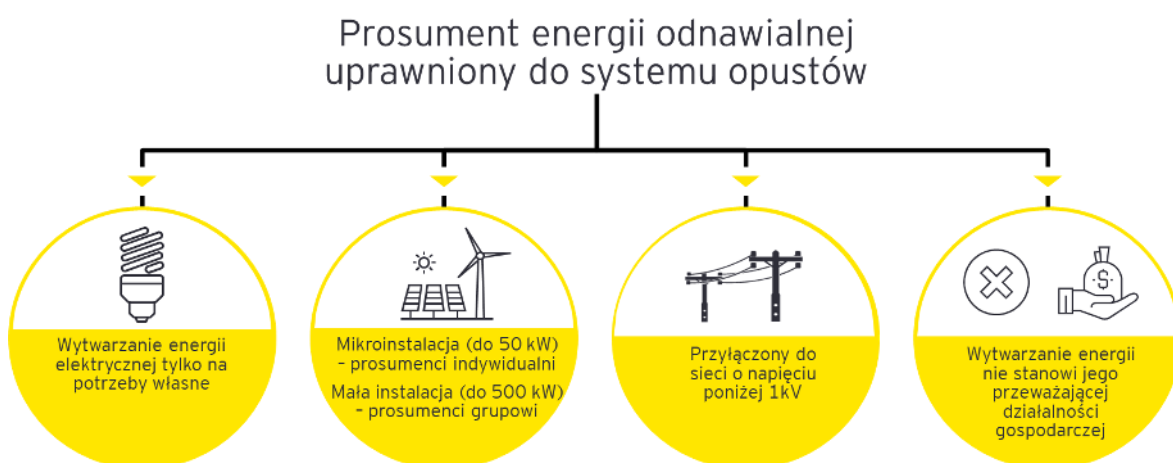 Prosument energii odnawialnej
uprawniony do systemu opustów
Wytwarzanie energii
elektrycznej tylko na
potrzeby własne
Mikroinstalacja (do 50 kW)
– prosumenci indywidualni
Mała instalacja (do 500 kW)
– prosumenci grupowi
Przyłączony do
sieci o napięciu
poniżej 1kV
$
Wytwarzanie energii
nie stanowi jego
przeważającej
działalności
gospodarczej